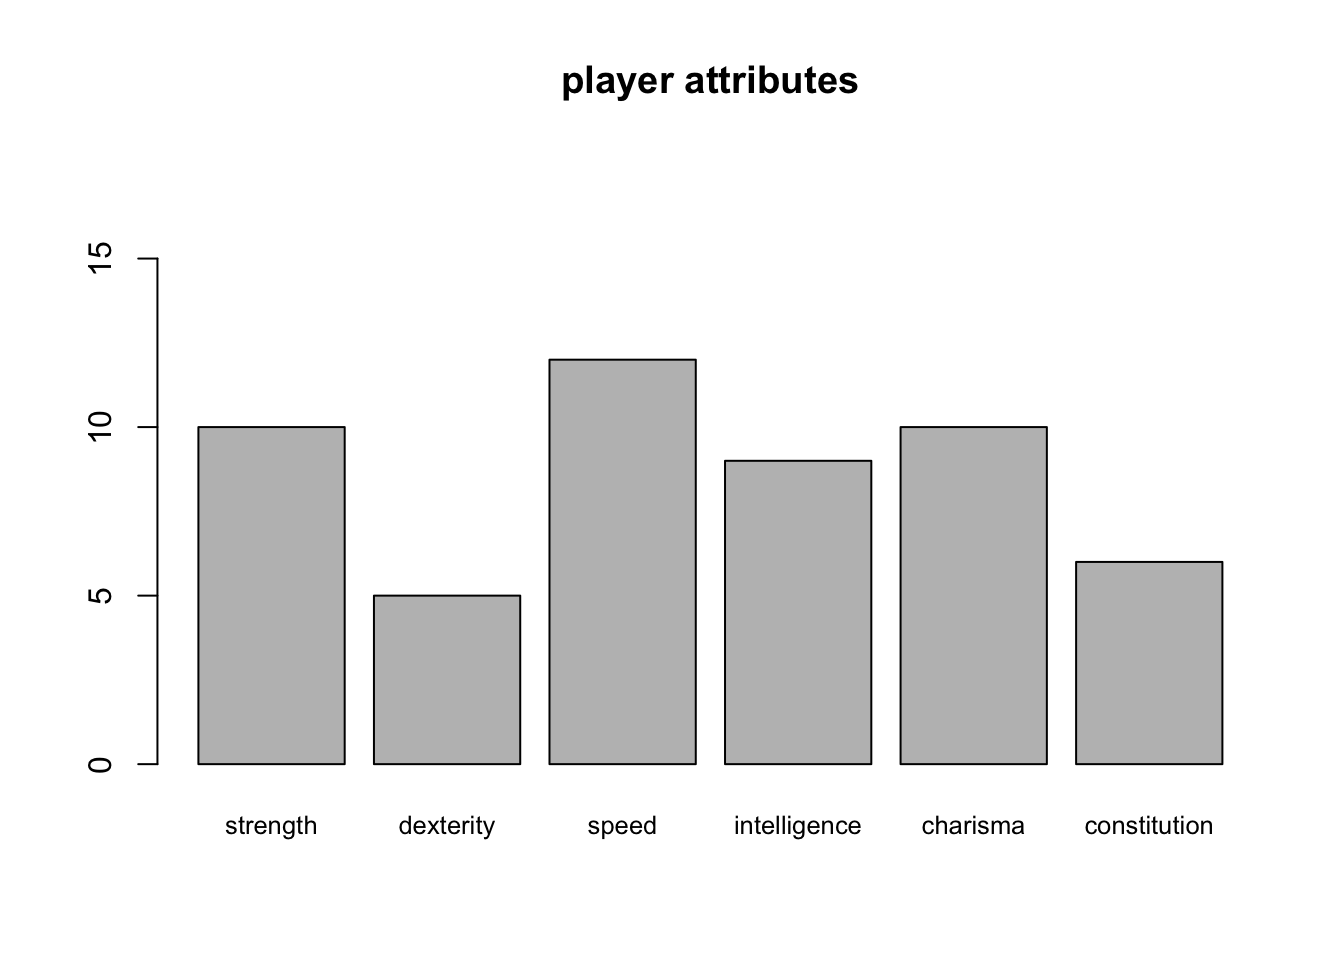 player attributes
15
10
5
0
strength dexterity speed intelligence charisma constitution